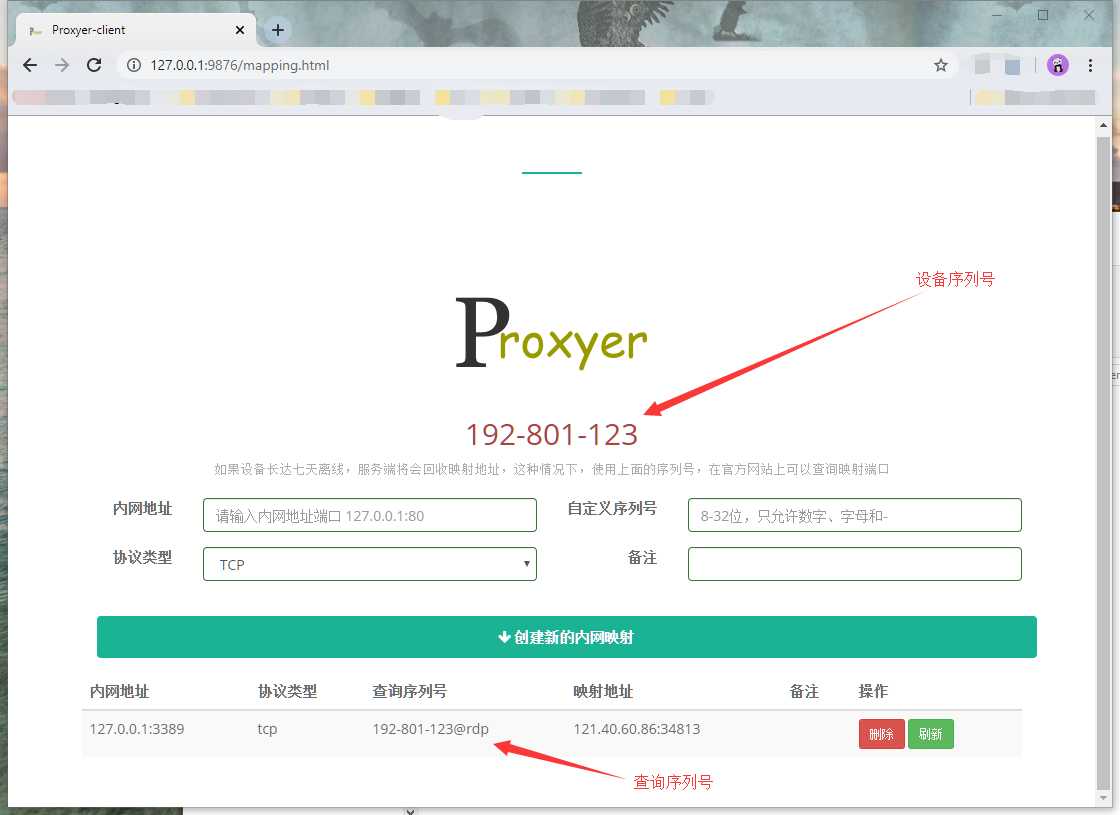 Proxyer-client
127.0.0.1:9876/mapping.html
设备序列号
Proxyer
192-801-123
如果设备长达七天离线，服务端将会回收映射地址，这种情况下，使用上面的序列号，在官方网站上可以查询映射端口
内网地址 请输入内网地址端口 127.0.0.1:80 自定义序列号 8-32位，只允许数字、字母和-
协议类型 TCP 备注
创建新的内网映射
内网地址 协议类型 查询序列号 映射地址 备注 操作
127.0.0.1:3389 tcp 192-801-123@rdp 121.40.60.86:34813 删除 刷新
查询序列号